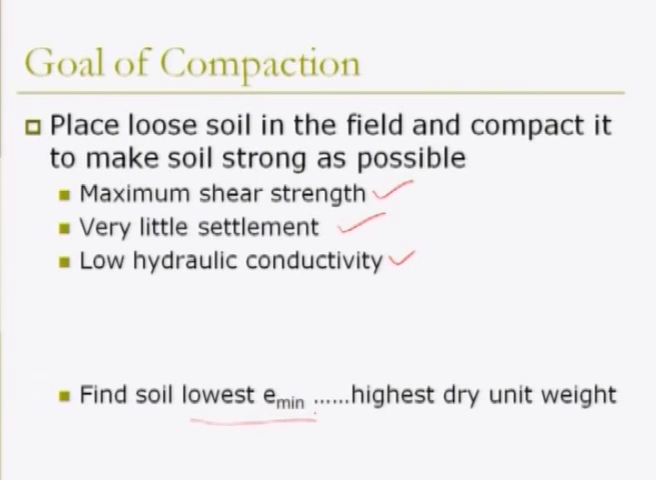 Goal of Compaction
Place loose soil in the field and compact it
to make soil strong as possible
Maximum shear strength
Very little settlement
Low hydraulic conductivity
Find soil lowest emin ......highest dry unit weight